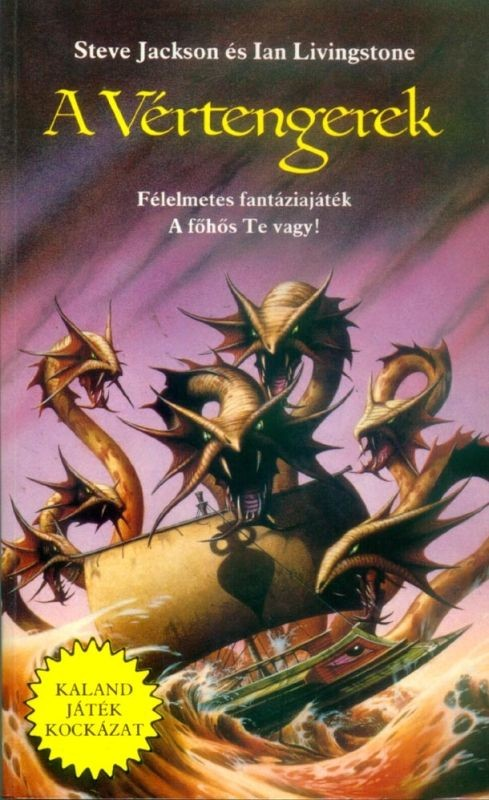 Steve Jackson és Ian Livingstone
A Vértengerek
Félelmetes fantáziajáték
A főhős Te vagy!
KALAND
JÁTÉK
KOCKÁZAT